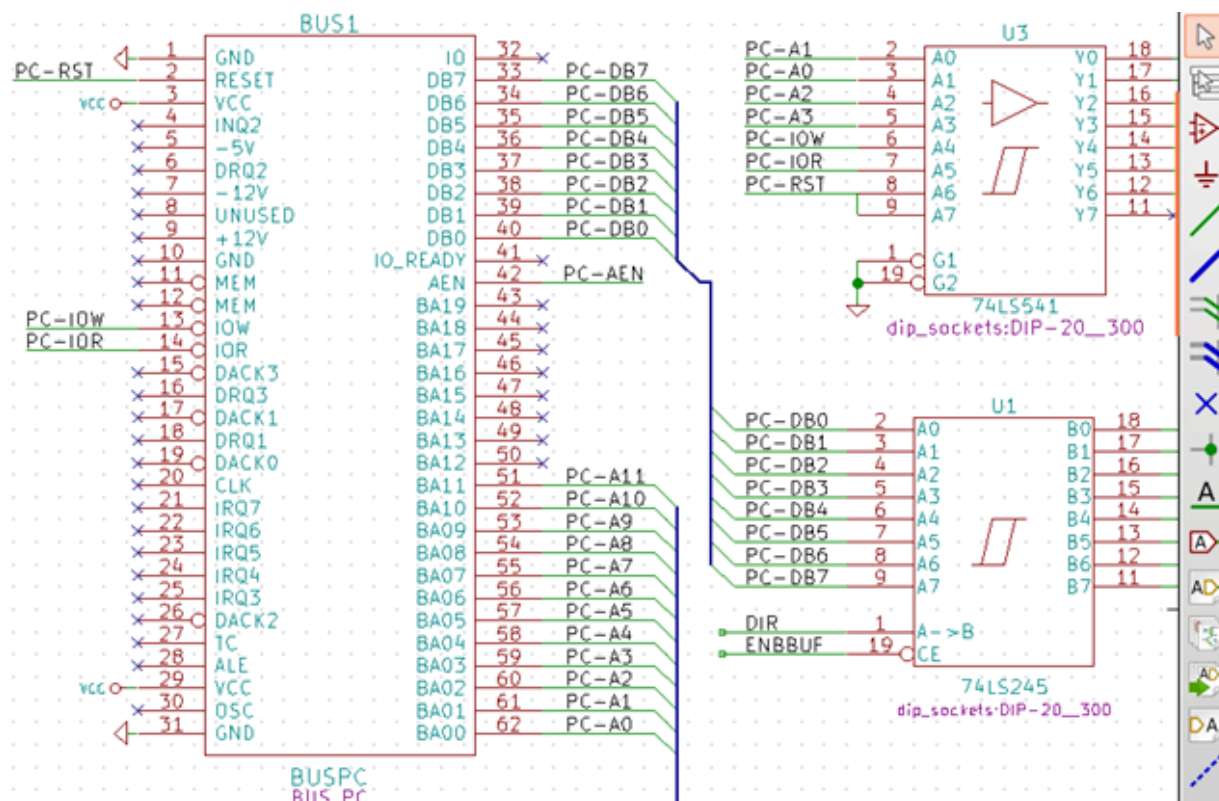 BUS1
PC-RST
VCC
PC-IOW
PC-IOR
VCC
1 GND
2 RESET
3 VCC
4 INQ2
5 -5V
6 DRQ2
7 -12V
8 UNUSED
9 +12V
10 GND
11 MEM
12 MEM
13 IOW
14 IOR
15 DACK3
16 DRQ3
17 DACK1
18 DRQ1
19 DACK0
20 CLK
21 IRQ7
22 IRQ6
23 IRQ5
24 IRQ4
25 IRQ3
26 DACK2
27 TC
28 ALE
29 VCC
30 OSC
31 GND
IO 32
DB7 33 PC-DB7
DB6 34 PC-DB6
DB5 35 PC-DB5
DB4 36 PC-DB4
DB3 37 PC-DB3
DB2 38 PC-DB2
DB1 39 PC-DB1
DB0 40 PC-DB0
IO_READY 41
AEN 42 PC-AEN
BA19 43
BA18 44
BA17 45
BA16 46
BA15 47
BA14 48
BA13 49
BA12 50
BA11 51 PC-A11
BA10 52 PC-A10
BA09 53 PC-A9
BA08 54 PC-A8
BA07 55 PC-A7
BA06 56 PC-A6
BA05 57 PC-A5
BA04 58 PC-A4
BA03 59 PC-A3
BA02 60 PC-A2
BA01 61 PC-A1
BA00 62 PC-A0
BUSPC
BUS_PC
U3
PC-A1 2 A0 Y0 18
PC-A0 3 A1 Y1 17
PC-A2 4 A2 Y2 16
PC-A3 5 A3 Y3 15
PC-IOW 6 A4 Y4 14
PC-IOR 7 A5 Y5 13
PC-RST 8 A6 Y6 12
9 A7 Y7 11
1 G1
19 G2
74LS541
dip_sockets:DIP-20__300
U1
PC-DB0 2 A0 B0 18
PC-DB1 3 A1 B1 17
PC-DB2 4 A2 B2 16
PC-DB3 5 A3 B3 15
PC-DB4 6 A4 B4 14
PC-DB5 7 A5 B5 13
PC-DB6 8 A6 B6 12
PC-DB7 9 A7 B7 11
DIR 1 A->B
ENBBUF 19 CE
74LS245
dip_sockets:DIP-20__300
A
A
AD
AD
DA